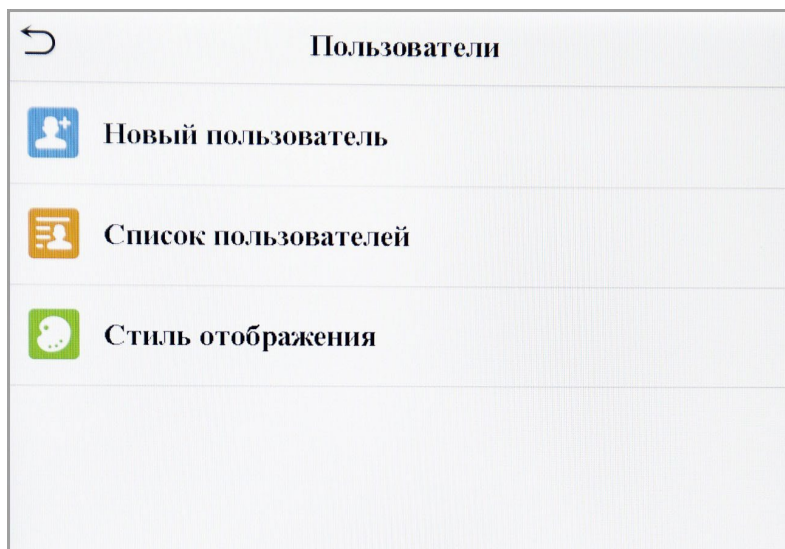 Пользователи
Новый пользователь
Список пользователей
Стиль отображения